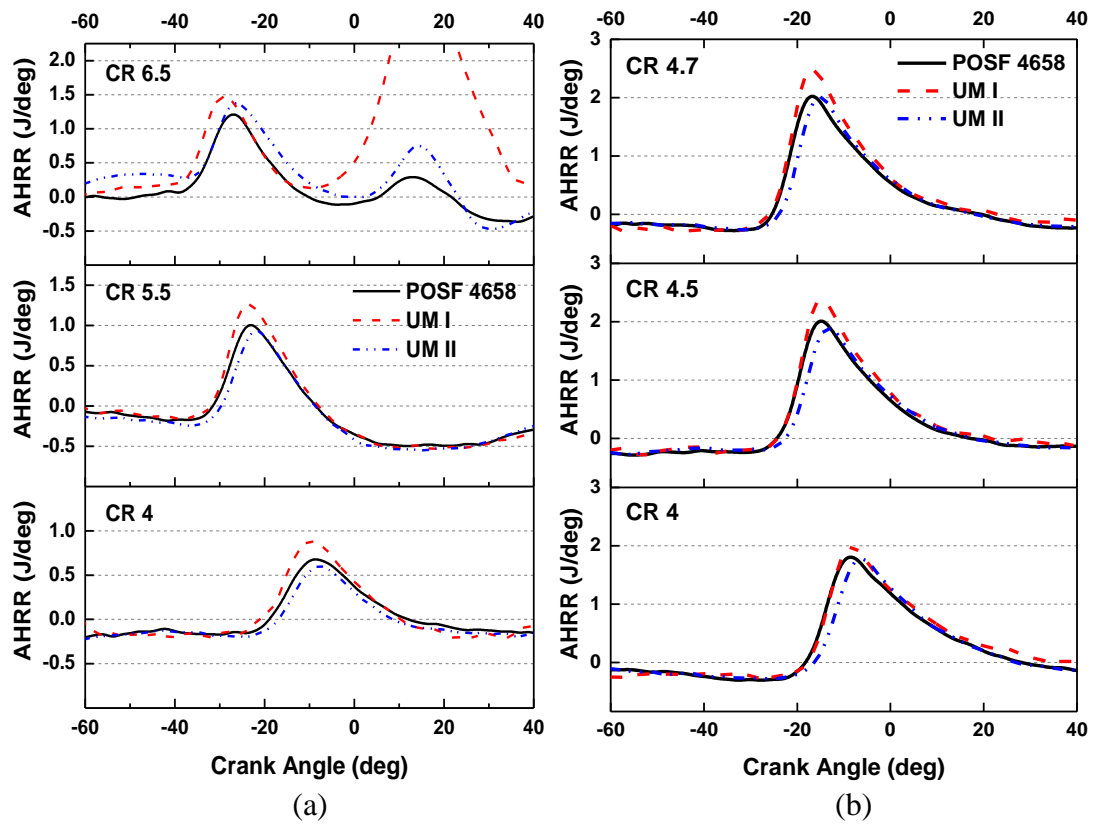 -60 -40 -20 0 20 40
CR 6.5
2.0
1.5
1.0
0.5
0.0
-0.5
AHRR (J/deg)
CR 5.5
POSF 4658
UM I
UM II
1.5
1.0
0.5
0.0
-0.5
AHRR (J/deg)
CR 4
1.0
0.5
0.0
-0.5
AHRR (J/deg)
-60 -40 -20 0 20 40
Crank Angle (deg)
(a)
-60 -40 -20 0 20 40
CR 4.7
POSF 4658
UM I
UM II
3
2
1
0
AHRR (J/deg)
CR 4.5
3
2
1
0
AHRR (J/deg)
CR 4
3
2
1
0
AHRR (J/deg)
-60 -40 -20 0 20 40
Crank Angle (deg)
(b)